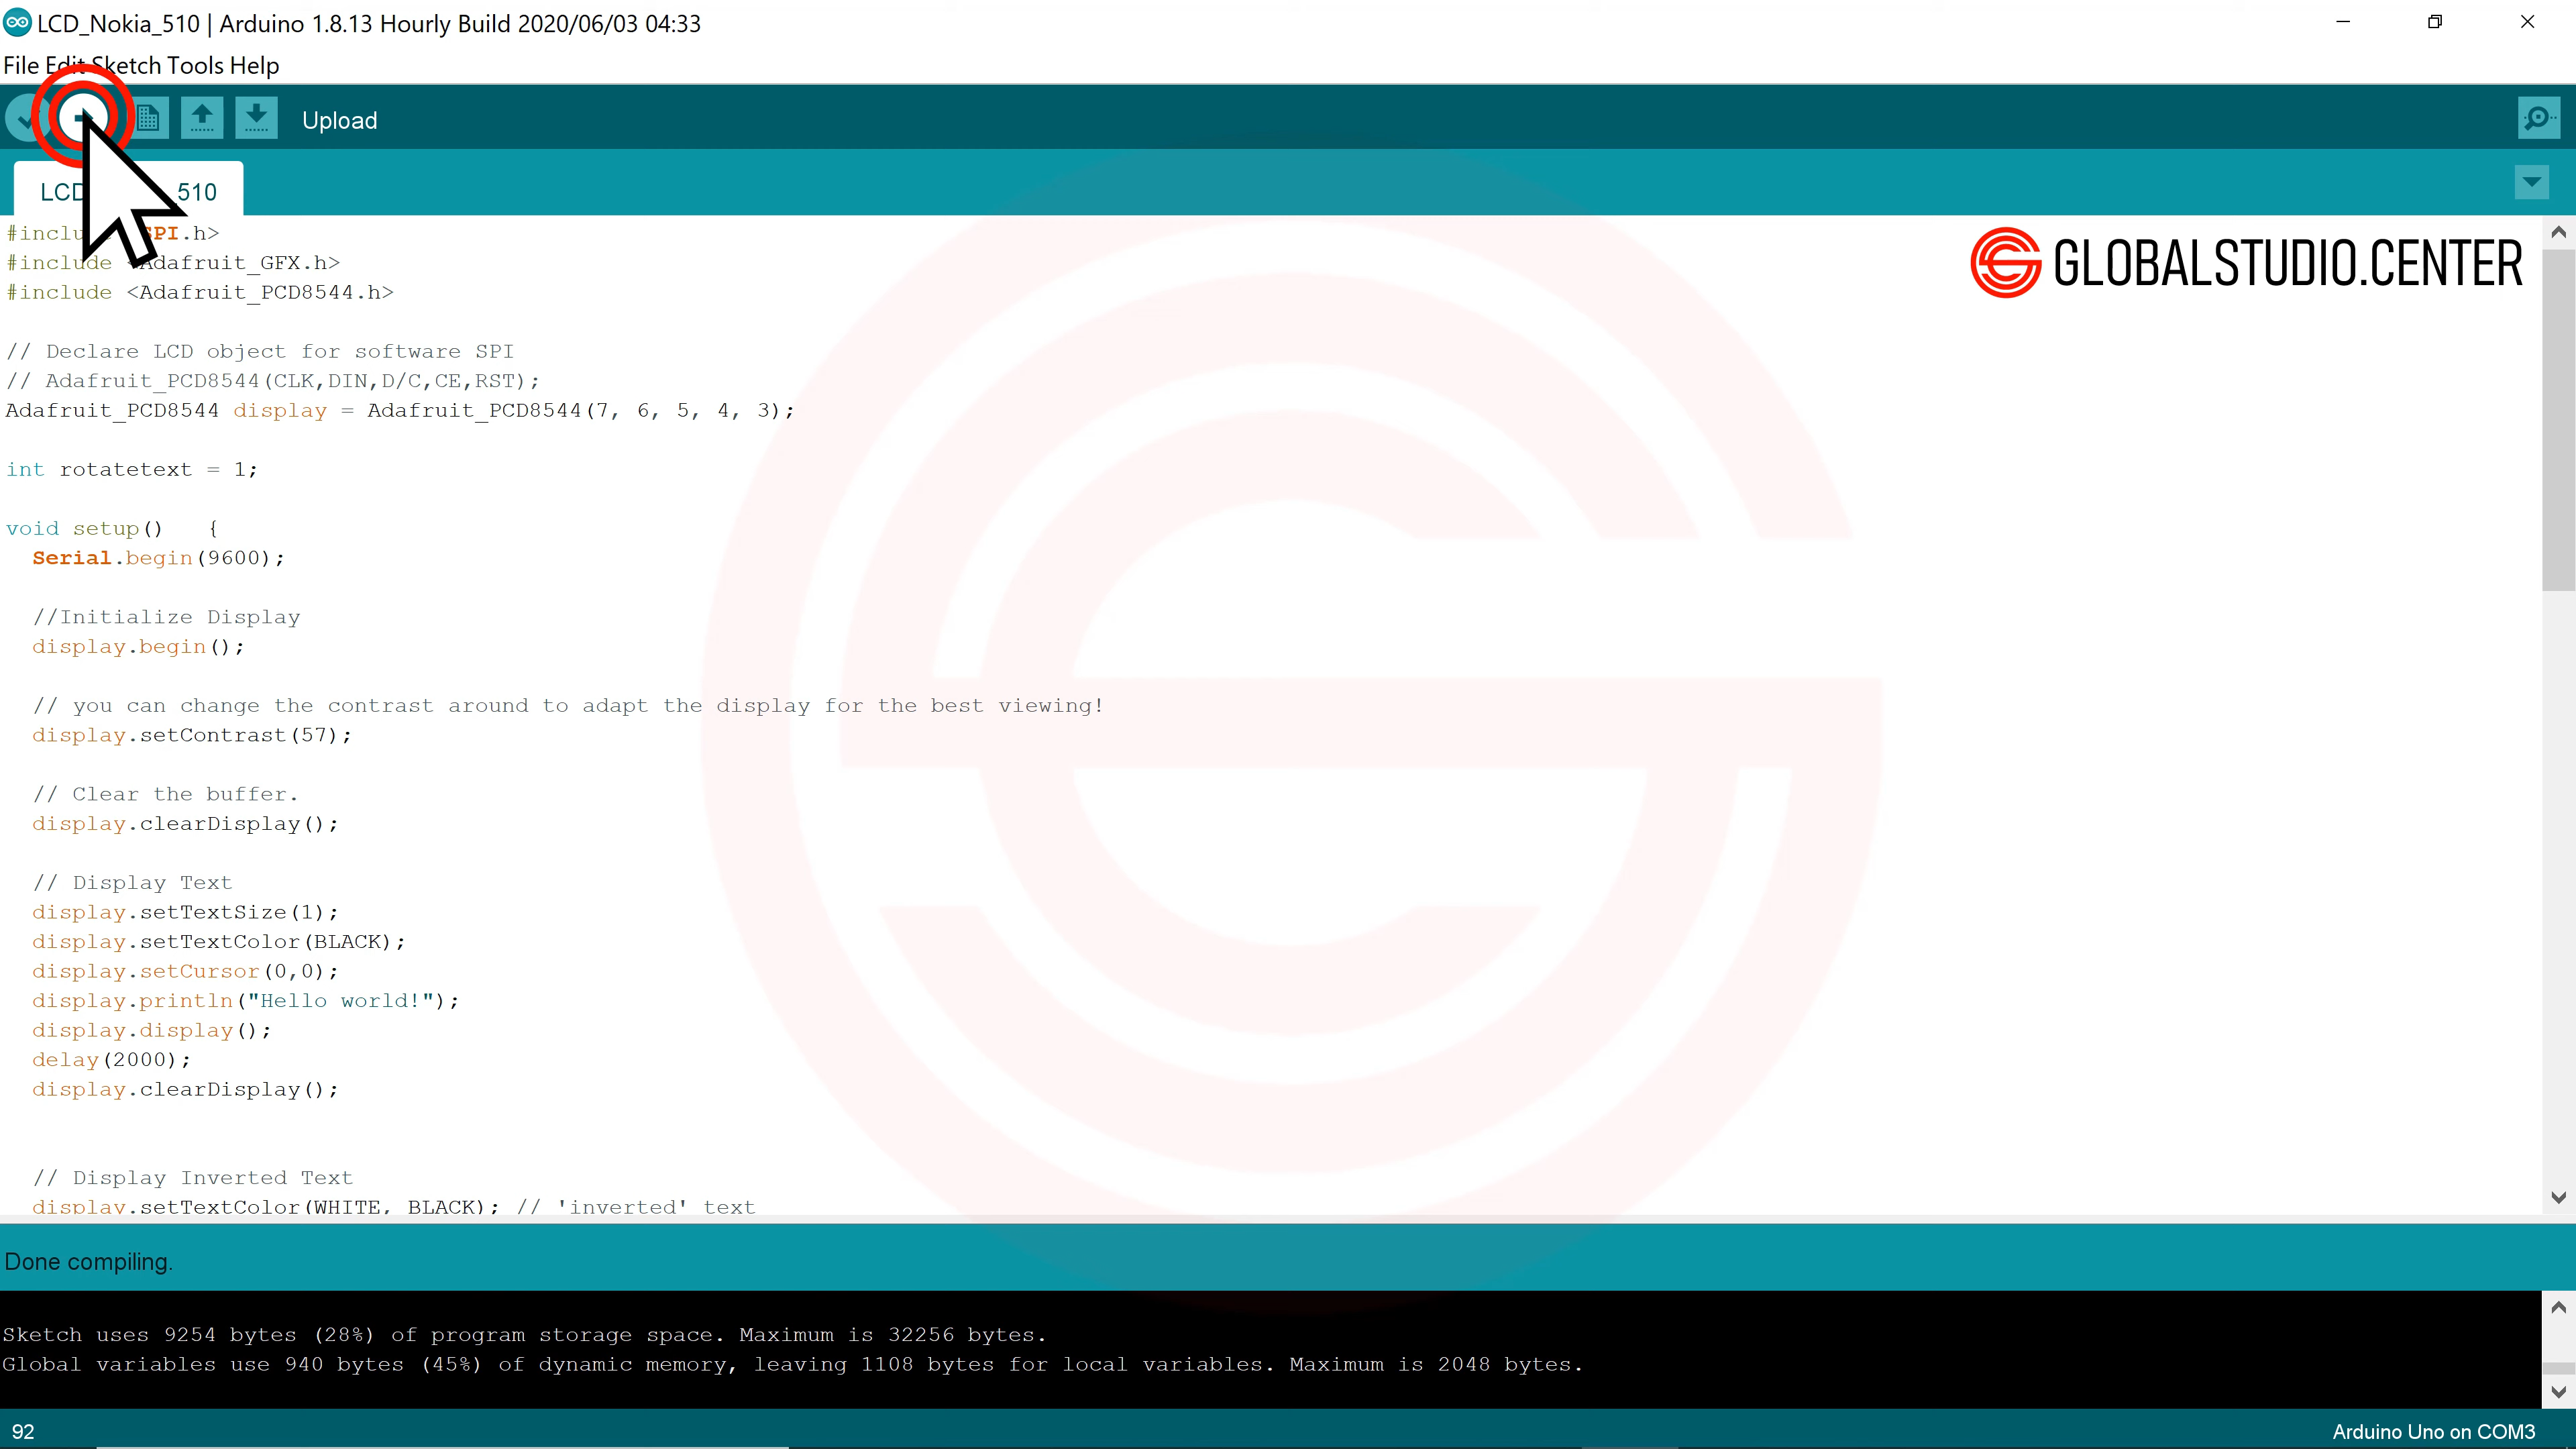 LCD_Nokia_510 | Arduino 1.8.13 Hourly Build 2020/06/03 04:33
File Edit Sketch Tools Help
Upload
LCD _510
GLOBALSTUDIO.CENTER
#inclu SPI.h>
#include <Adafruit_GFX.h>
#include <Adafruit_PCD8544.h>
// Declare LCD object for software SPI
// Adafruit_PCD8544(CLK,DIN,D/C,CE,RST);
Adafruit_PCD8544 display = Adafruit_PCD8544(7, 6, 5, 4, 3);
int rotatetext = 1;
void setup()   {
Serial.begin(9600);
//Initialize Display
display.begin();
// you can change the contrast around to adapt the display for the best viewing!
display.setContrast(57);
// Clear the buffer.
display.clearDisplay();
// Display Text
display.setTextSize(1);
display.setTextColor(BLACK);
display.setCursor(0,0);
display.println("Hello world!");
display.display();
delay(2000);
display.clearDisplay();
// Display Inverted Text
display.setTextColor(WHITE, BLACK); // 'inverted' text
Done compiling.
Sketch uses 9254 bytes (28%) of program storage space. Maximum is 32256 bytes.
Global variables use 940 bytes (45%) of dynamic memory, leaving 1108 bytes for local variables. Maximum is 2048 bytes.
92
Arduino Uno on COM3